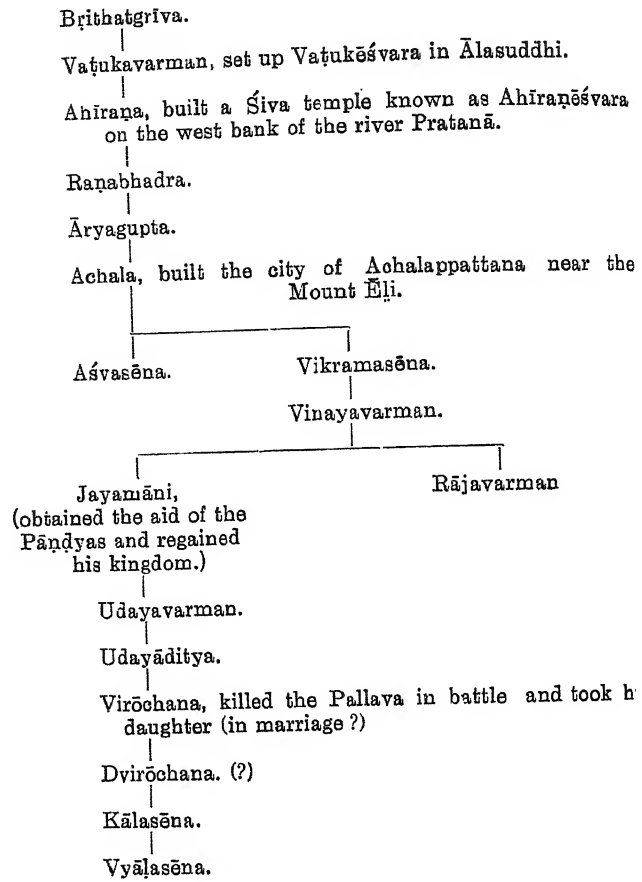 Bṛithatgrīva.
Vaṭukavarman, set up Vaṭukēśvara in Ālasuddhi.
Ahīraṇa, built a Śiva temple known as Ahīraṇēśvara
on the west bank of the river Pratanā.
Raṇabhadra.
Āryagupta.
Achala, built the city of Achalappattana near the
Mount Ēḷi.
Aśvasēna. Vikramasēna.
Vinayavarman.
Jayamāni, Rājavarman
(obtained the aid of the
Pāṇḍyas and regained
his kingdom.)
Udayavarman.
Udayāditya.
Virōchana, killed the Pallava in battle and took
daughter (in marriage ?)
Dvirōchana. (?)
Kālasēna.
Vyāḷasēna.